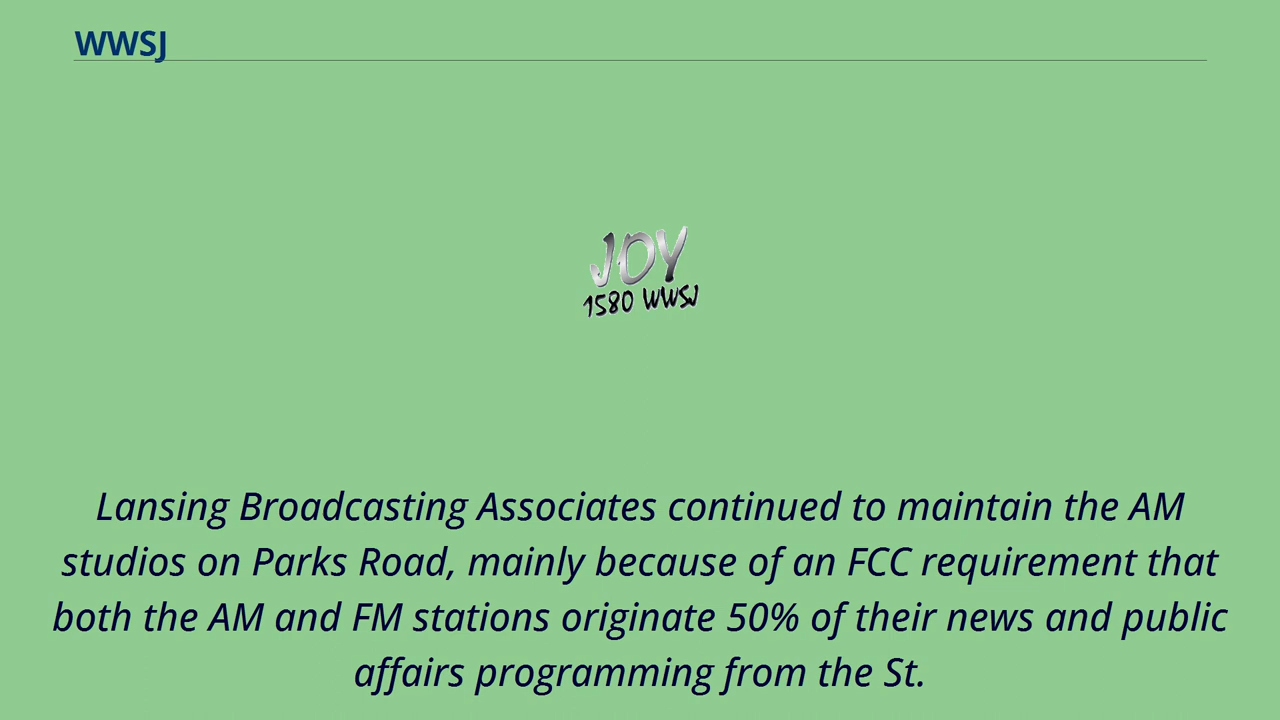 WWSJ
JOY
1580 WWSJ
Lansing Broadcasting Associates continued to maintain the AM
studios on Parks Road, mainly because of an FCC requirement that
both the AM and FM stations originate 50% of their news and public
affairs programming from the St.